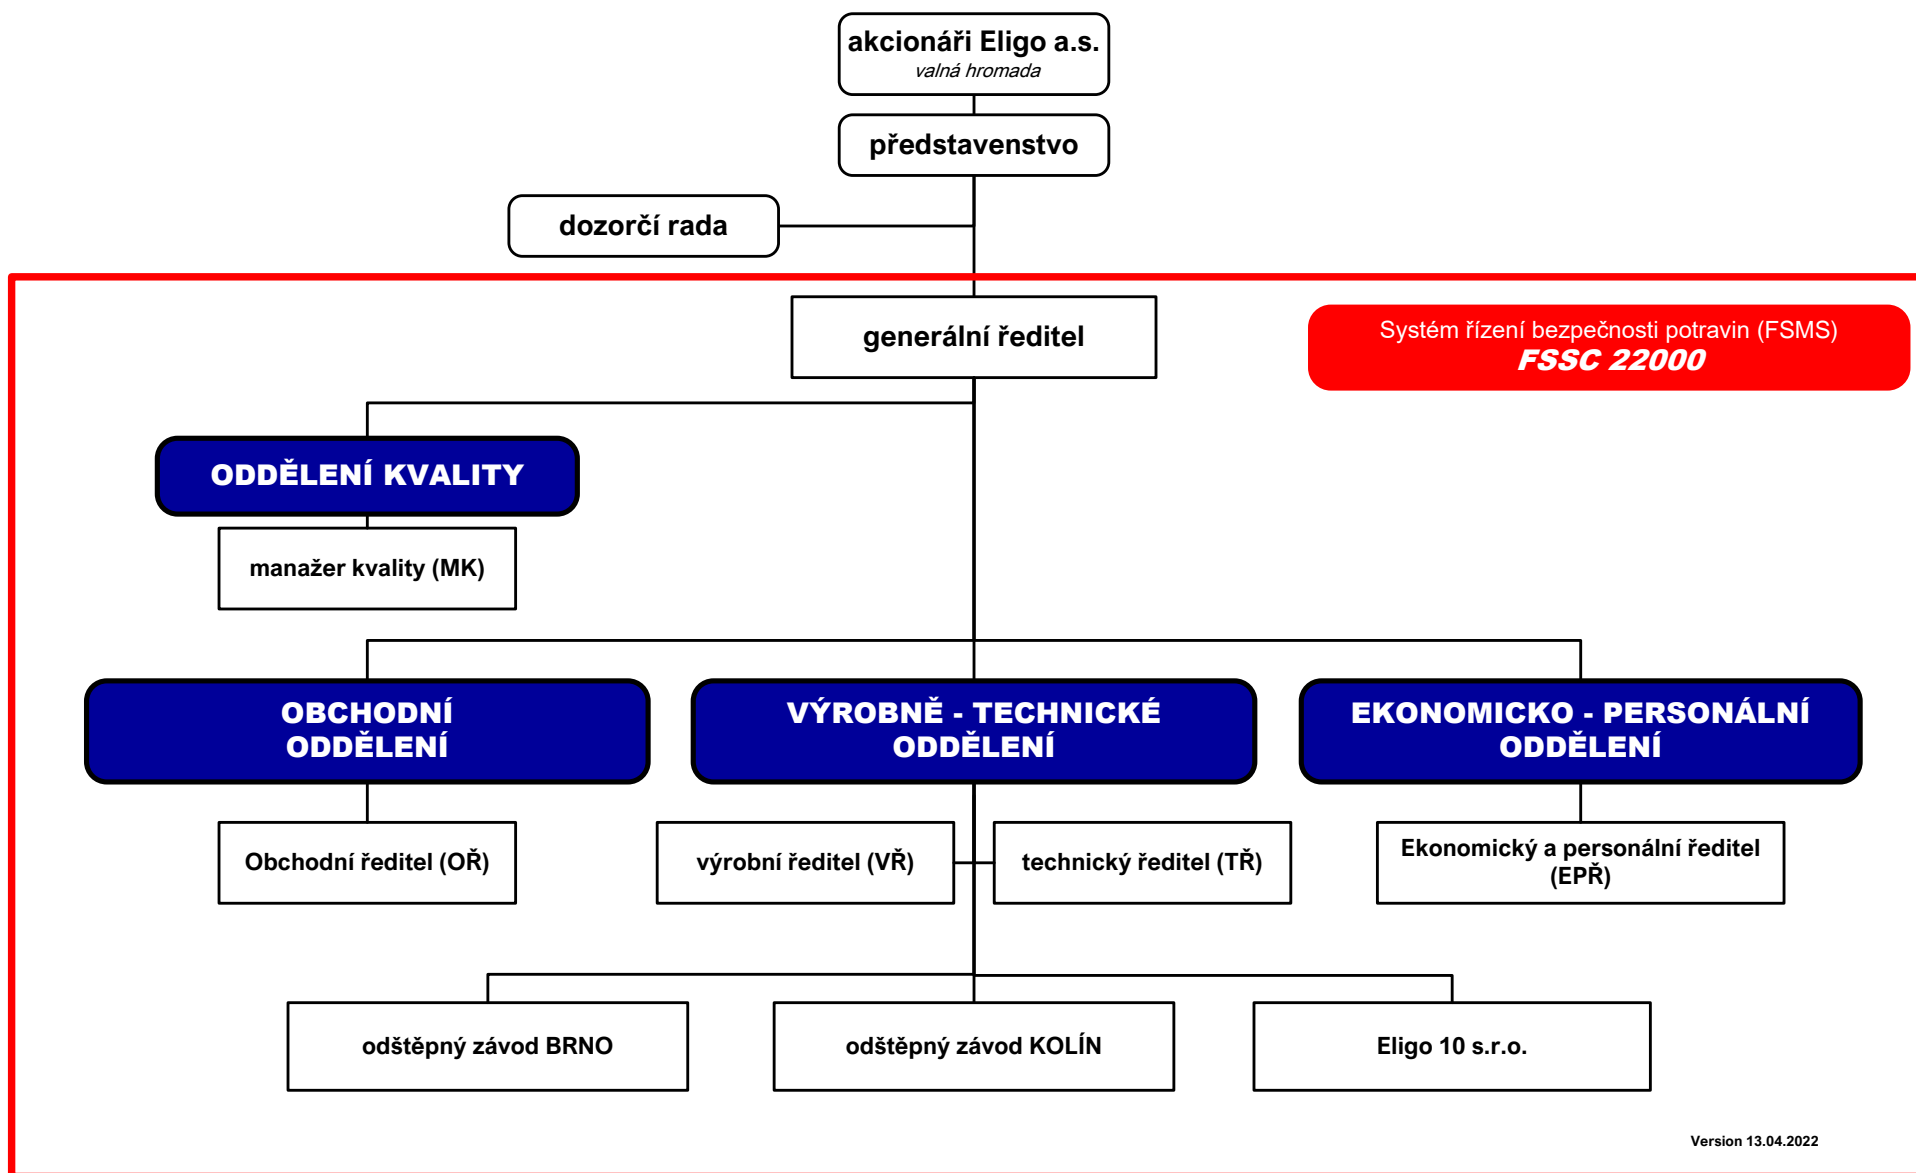 akcionáři Eligo a.s.
valná hromada
představenstvo
dozorčí rada
generální ředitel
Systém řízení bezpečnosti potravin (FSMS)
FSSC 22000
ODDĚLENÍ KVALITY
manažer kvality (MK)
OBCHODNÍ
ODDĚLENÍ
VÝROBNĚ - TECHNICKÉ
ODDĚLENÍ
EKONOMICKO - PERSONÁLNÍ
ODDĚLENÍ
Obchodní ředitel (OŘ)
výrobní ředitel (VŘ)
technický ředitel (TŘ)
Ekonomický a personální ředitel
(EPŘ)
odštěpný závod BRNO
odštěpný závod KOLÍN
Eligo 10 s.r.o.
Version 13.04.2022